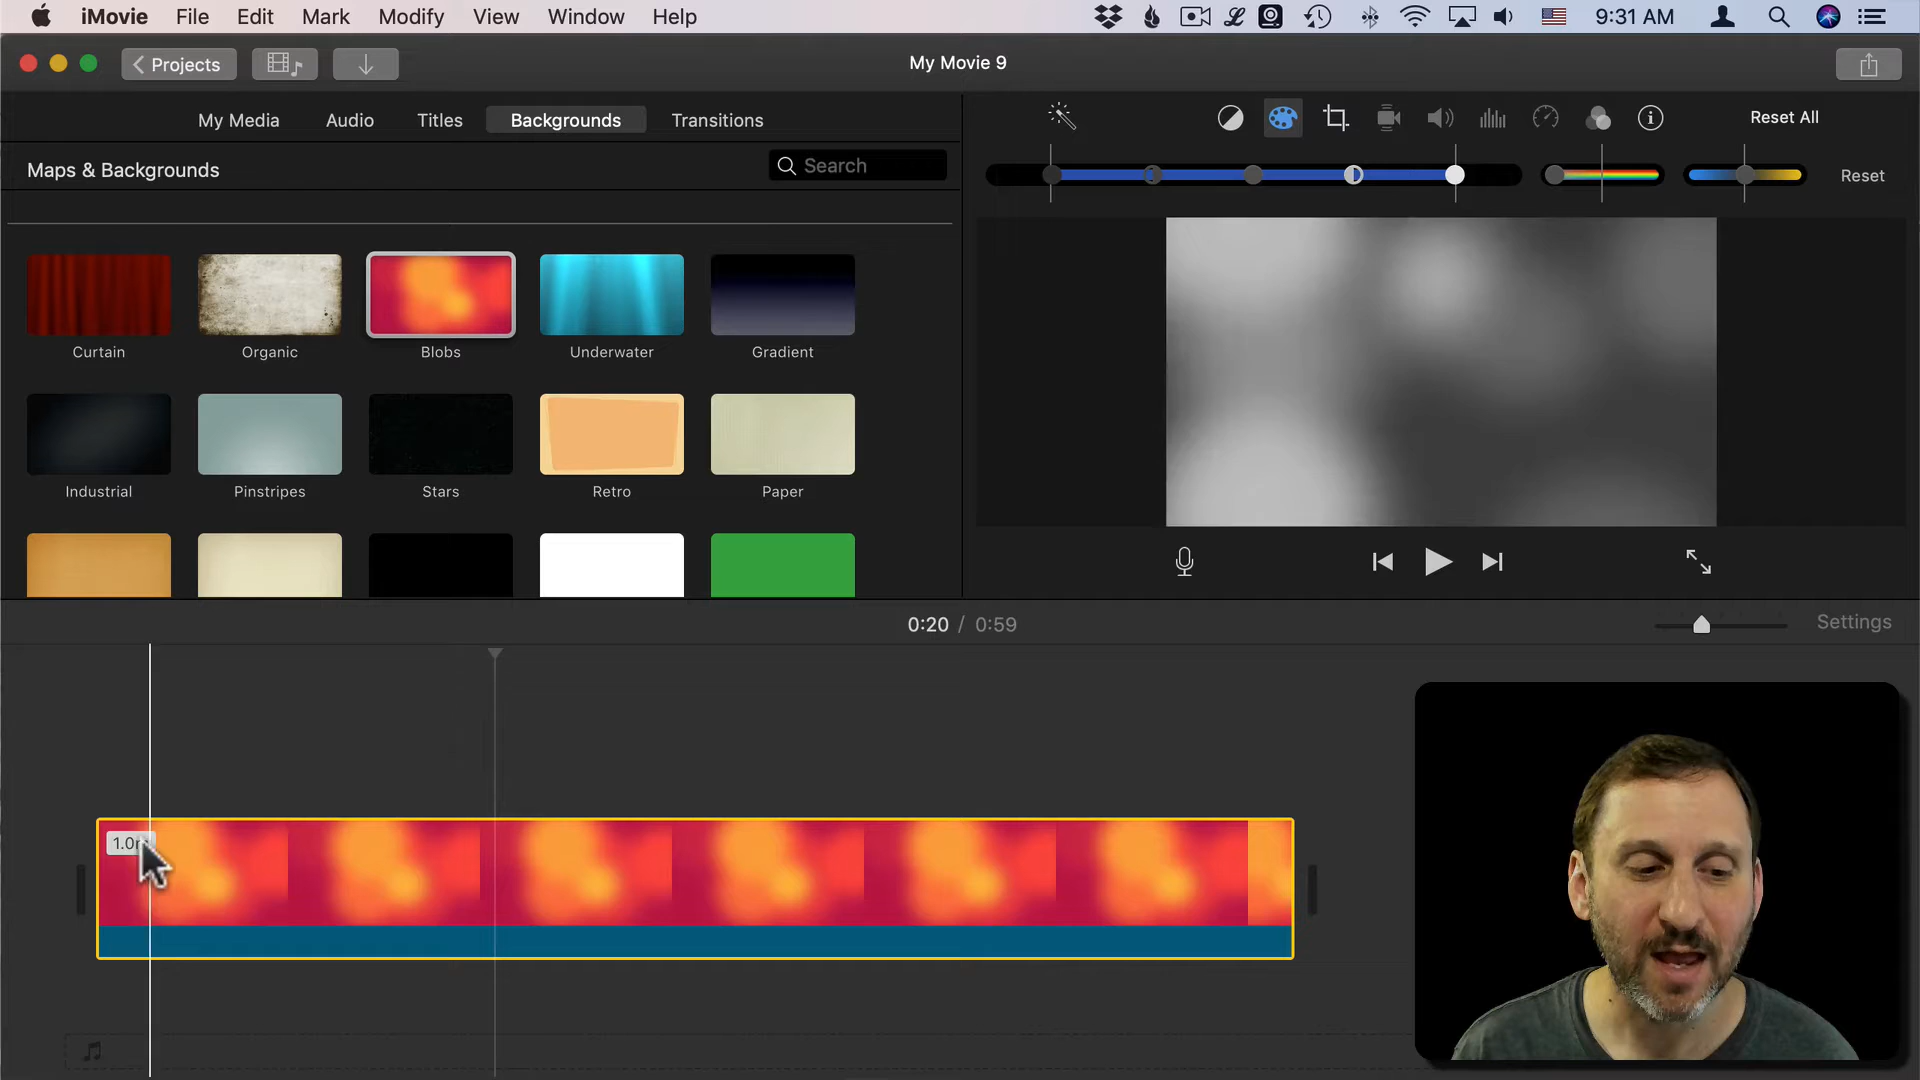 iMovie File Edit Mark Modify View Window Help 9:31 AM
Projects My Movie 9
My Media Audio Titles Backgrounds Transitions Reset All
Maps & Backgrounds Search Reset
Curtain Organic Blobs Underwater Gradient
Industrial Pinstripes Stars Retro Paper
0:20 / 0:59 Settings